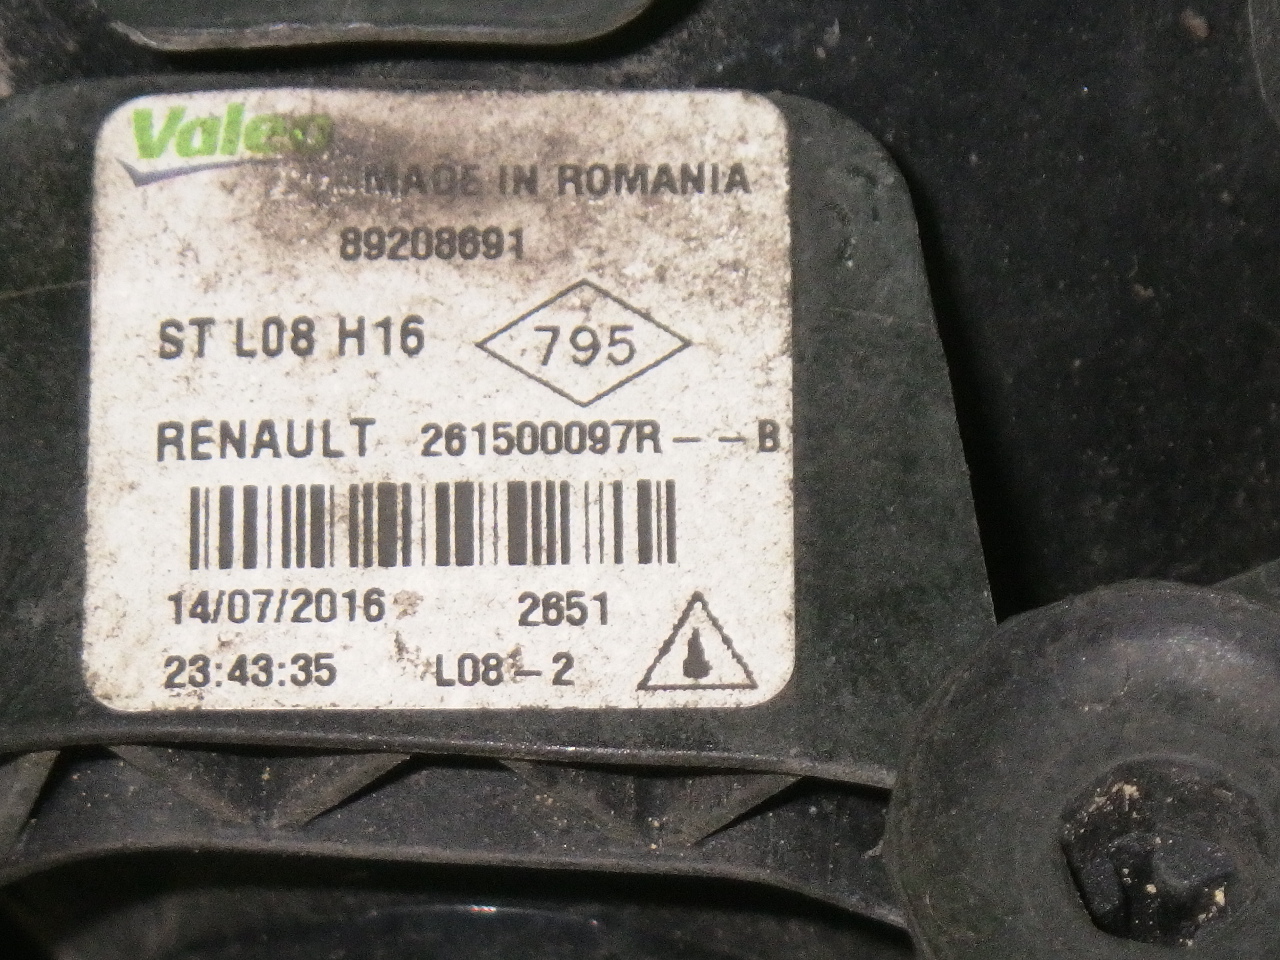 Valeo
MADE IN ROMANIA
89208691
ST L08 H16
795
RENAULT 261500097R--B
14/07/2016 2651
23:43:35 L08-2